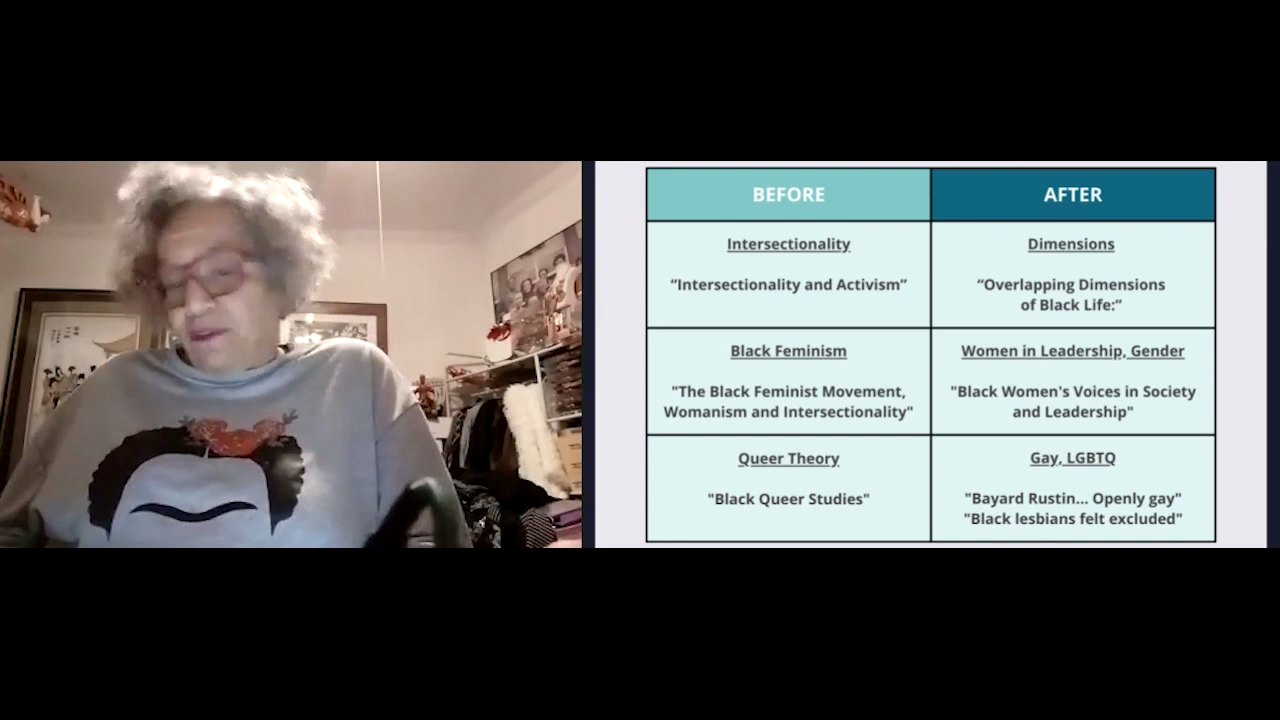 BEFORE
AFTER
Intersectionality
“Intersectionality and Activism”
Dimensions
“Overlapping Dimensions
of Black Life:”
Black Feminism
"The Black Feminist Movement,
Womanism and Intersectionality"
Women in Leadership, Gender
"Black Women's Voices in Society
and Leadership"
Queer Theory
"Black Queer Studies"
Gay, LGBTQ
"Bayard Rustin... Openly gay"
"Black lesbians felt excluded"